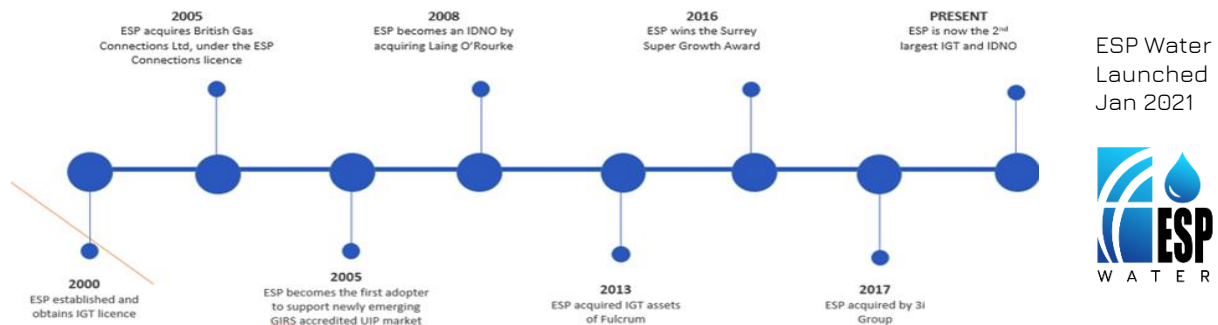 2005
ESP acquires British Gas
Connections Ltd, under the ESP
Connections licence
2008
ESP becomes an IDNO by
acquiring Laing O'Rourke
2016
ESP wins the Surrey
Super Growth Award
PRESENT
ESP is now the 2nd
largest IGT and IDNO
2000
ESP established and
obtains IGT licence
2005
ESP becomes the first adopter
to support newly emerging
GIRS accredited UIP market
2013
ESP acquired IGT assets
of Fulcrum
2017
ESP acquired by 3i
Group
ESP Water
Launched
Jan 2021
ESP
WATER